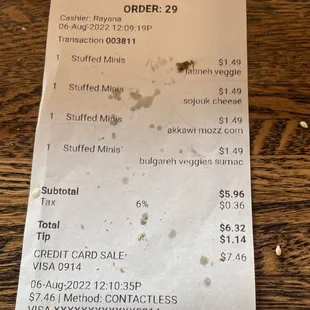 ORDER: 29
Cashier: Rayana
06-Aug-2022 12:09:19P
Transaction 003811
1 Stuffed Minis $1.49
labneh veggie
1 Stuffed Minis $1.49
sojouk cheese
1 Stuffed Minis $1.49
akkawi mozz corn
1 Stuffed Minis $1.49
bulgareh veggies sumac
Subtotal $5.96
Tax 6% $0.36
Total $6.32
Tip $1.14
CREDIT CARD SALE $7.46
VISA 0914
06-Aug-2022 12:10:35P
$7.46 | Method: CONTACTLESS